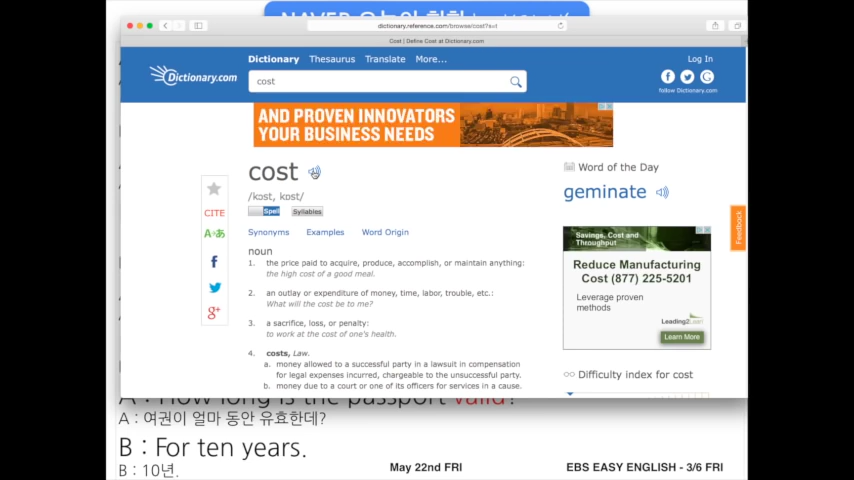 NAVER 오늘의 회화
dictionary.reference.com/browse/cost?s=t
Cost | Define Cost at Dictionary.com
Dictionary Thesaurus Translate More...
Log In
Dictionary.com
cost
follow Dictionary.com
AND PROVEN INNOVATORS
YOUR BUSINESS NEEDS
cost
/kɔst, kɒst/
Spell Syllables
CITE
Synonyms Examples Word Origin
noun
1. the price paid to acquire, produce, accomplish, or maintain anything:
the high cost of a good meal.
2. an outlay or expenditure of money, time, labor, trouble, etc.:
What will the cost be to me?
3. a sacrifice, loss, or penalty:
to work at the cost of one's health.
4. costs, Law.
a. money allowed to a successful party in a lawsuit in compensation
for legal expenses incurred, chargeable to the unsuccessful party.
b. money due to a court or one of its officers for services in a cause.
Word of the Day
geminate
Feedback
Savings, Cost and
Throughput
Reduce Manufacturing
Cost (877) 225-5201
Leverage proven
methods
Leading2Lean
Learn More
Difficulty index for cost
A : How long is the passport valid?
A : 여권이 얼마 동안 유효한데?
B : For ten years.
B : 10년.
May 22nd FRI
EBS EASY ENGLISH - 3/6 FRI